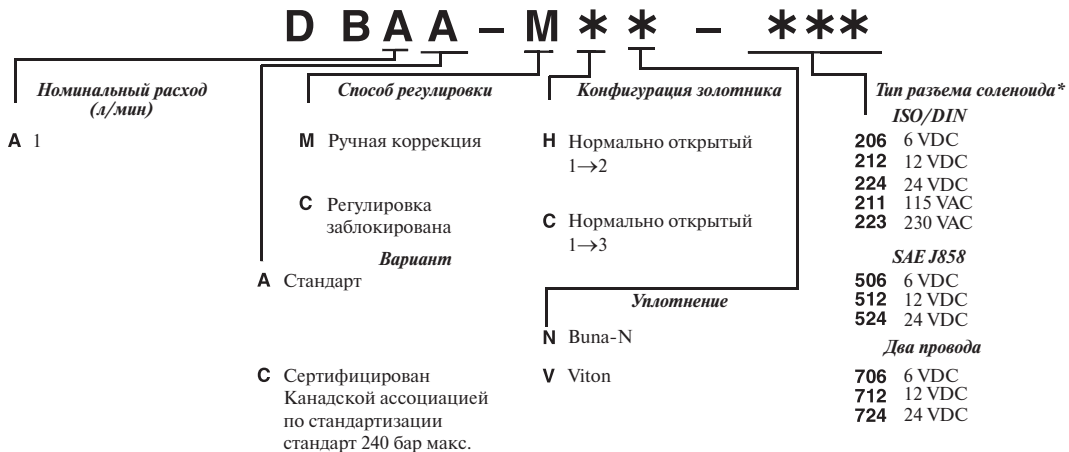 D B A A – M * * – ***
Номинальный расход
(л/мин)
A 1
Способ регулировки
M Ручная коррекция
C Регулировка
заблокирована
Вариант
A Стандарт
C Сертифицирован
Канадской ассоциацией
по стандартизации
стандарт 240 бар макс.
Конфигурация золотника
H Нормально открытый
1→2
C Нормально открытый
1→3
Уплотнение
N Buna-N
V Viton
Тип разъема соленоида*
ISO/DIN
206 6 VDC
212 12 VDC
224 24 VDC
211 115 VAC
223 230 VAC
SAE J858
506 6 VDC
512 12 VDC
524 24 VDC
Два провода
706 6 VDC
712 12 VDC
724 24 VDC